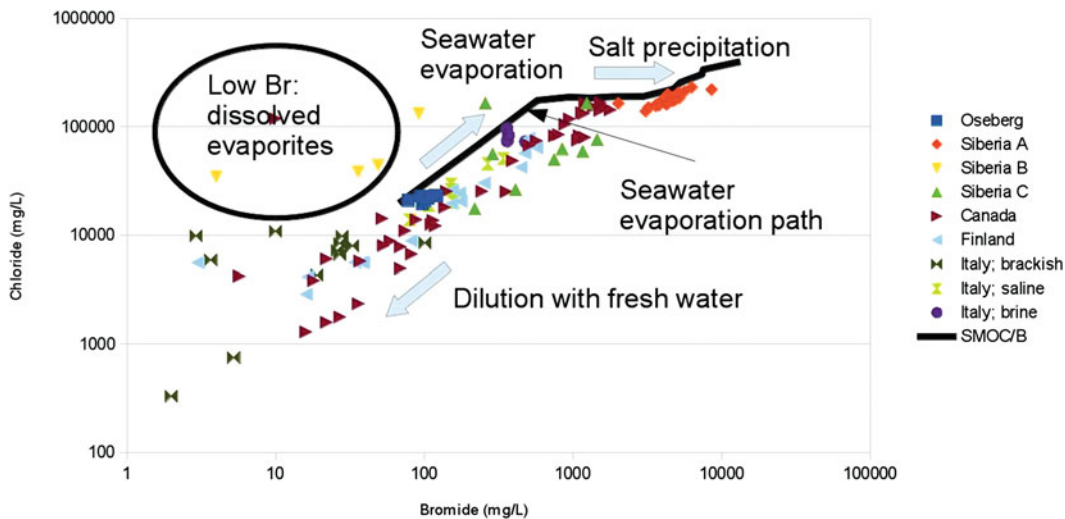 1000000
100000
10000
1000
100
Chloride (mg/L)
Low Br:
dissolved
evaporites
Seawater
evaporation
Salt precipitation
Seawater
evaporation path
Dilution with fresh water
1
10
100
1000
10000
100000
Bromide (mg/L)
Oseberg
Siberia A
Siberia B
Siberia C
Canada
Finland
Italy; brackish
Italy; saline
Italy; brine
SMOC/B